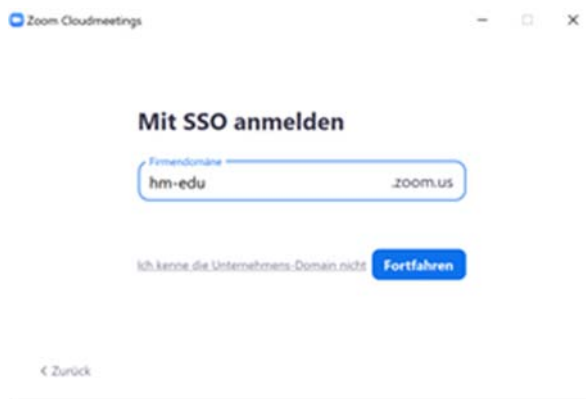 Zoom Cloudmeetings
Mit SSO anmelden
Firmendomäne
hm-edu .zoom.us
Ich kenne die Unternehmens-Domain nicht Fortfahren
< Zurück